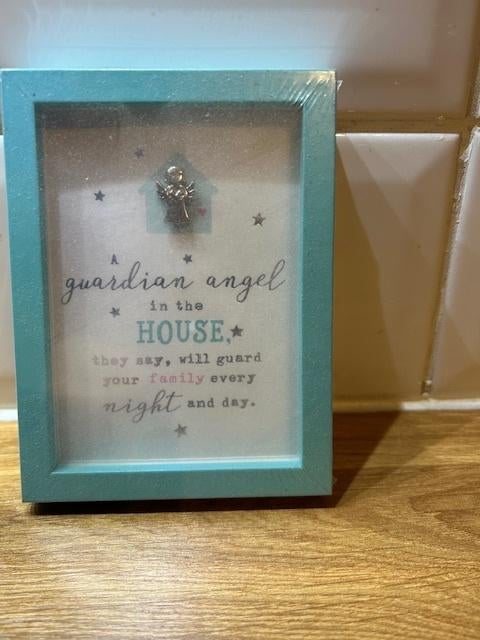 A
guardian angel
in the
HOUSE,
they say, will guard
your family every
night and day.